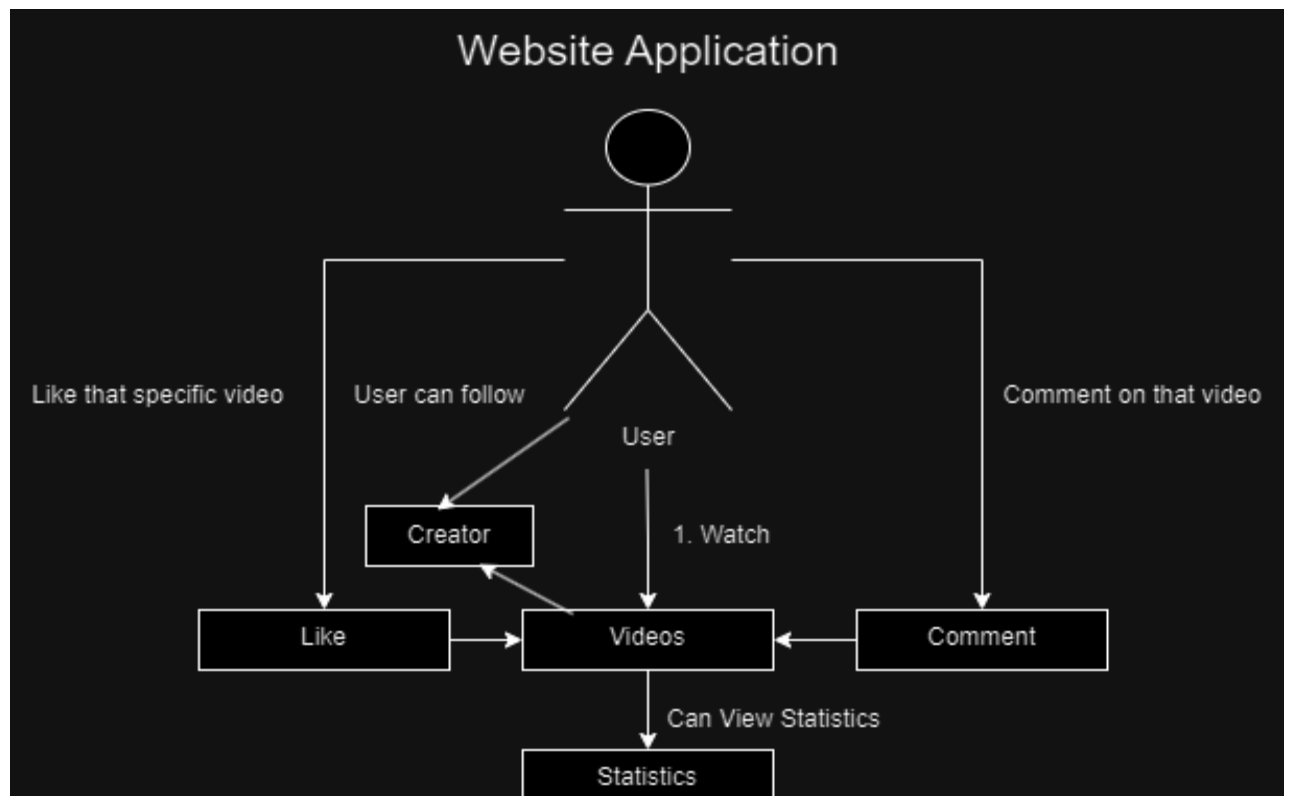 Website Application
Like that specific video
User can follow
Comment on that video
User
Creator
1. Watch
Like
Videos
Comment
Can View Statistics
Statistics